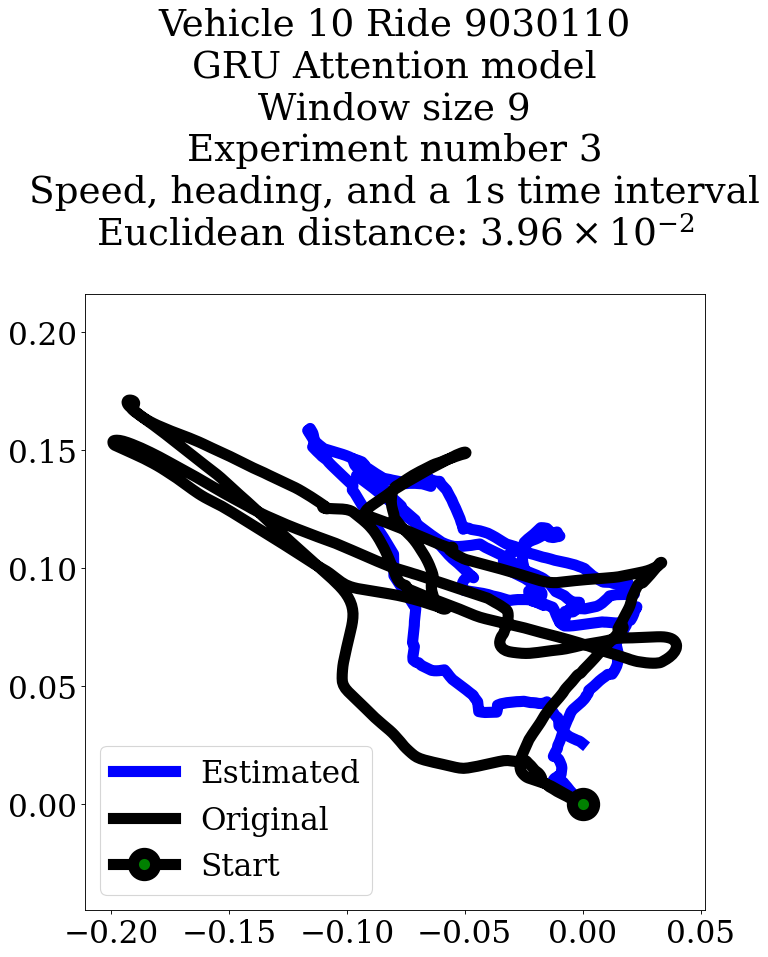 Vehicle 10 Ride 9030110
GRU Attention model
Window size 9
Experiment number 3
Speed, heading, and a 1s time interval
Euclidean distance: 3.96 × 10⁻²
0.20
0.15
0.10
0.05
0.00
Estimated
Original
Start
−0.20 −0.15 −0.10 −0.05 0.00 0.05